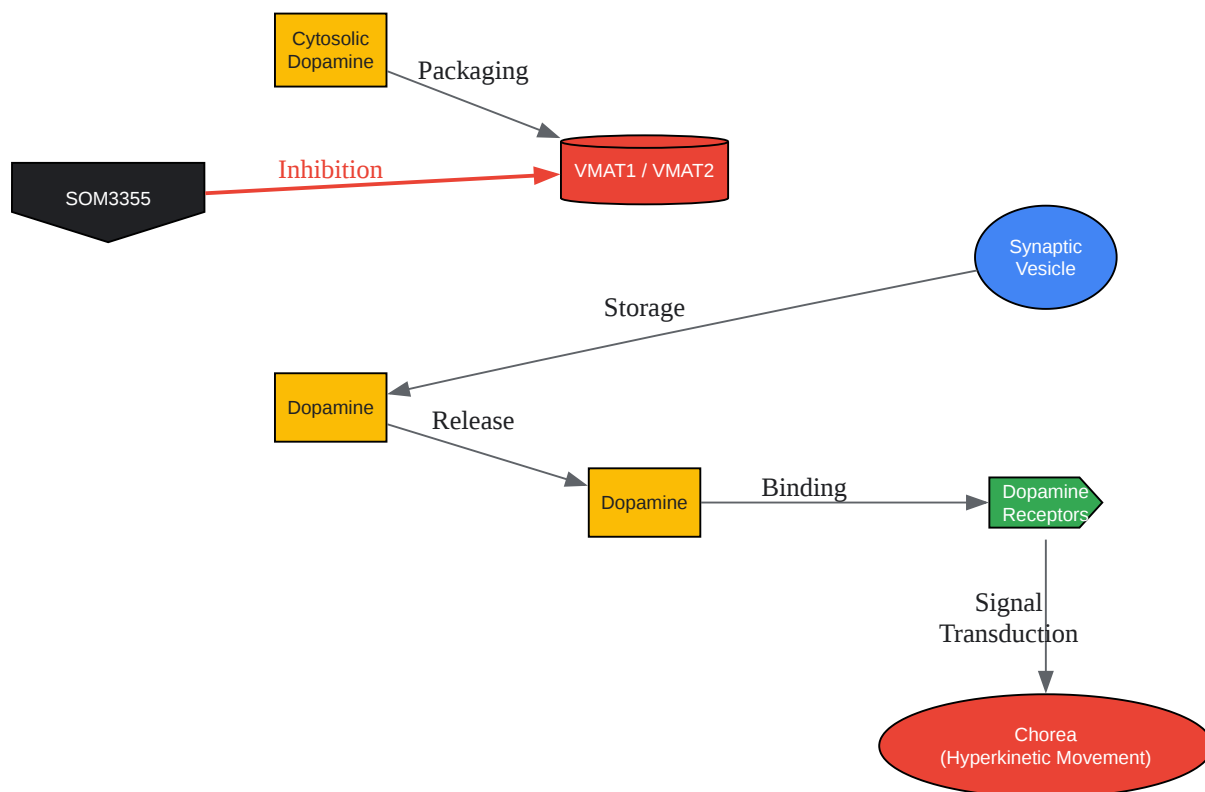 Cytosolic
Dopamine
Packaging
VMAT1 / VMAT2
Inhibition
SOM3355
Synaptic
Vesicle
Storage
Dopamine
Release
Dopamine
Binding
Dopamine
Receptors
Signal
Transduction
Chorea
(Hyperkinetic Movement)